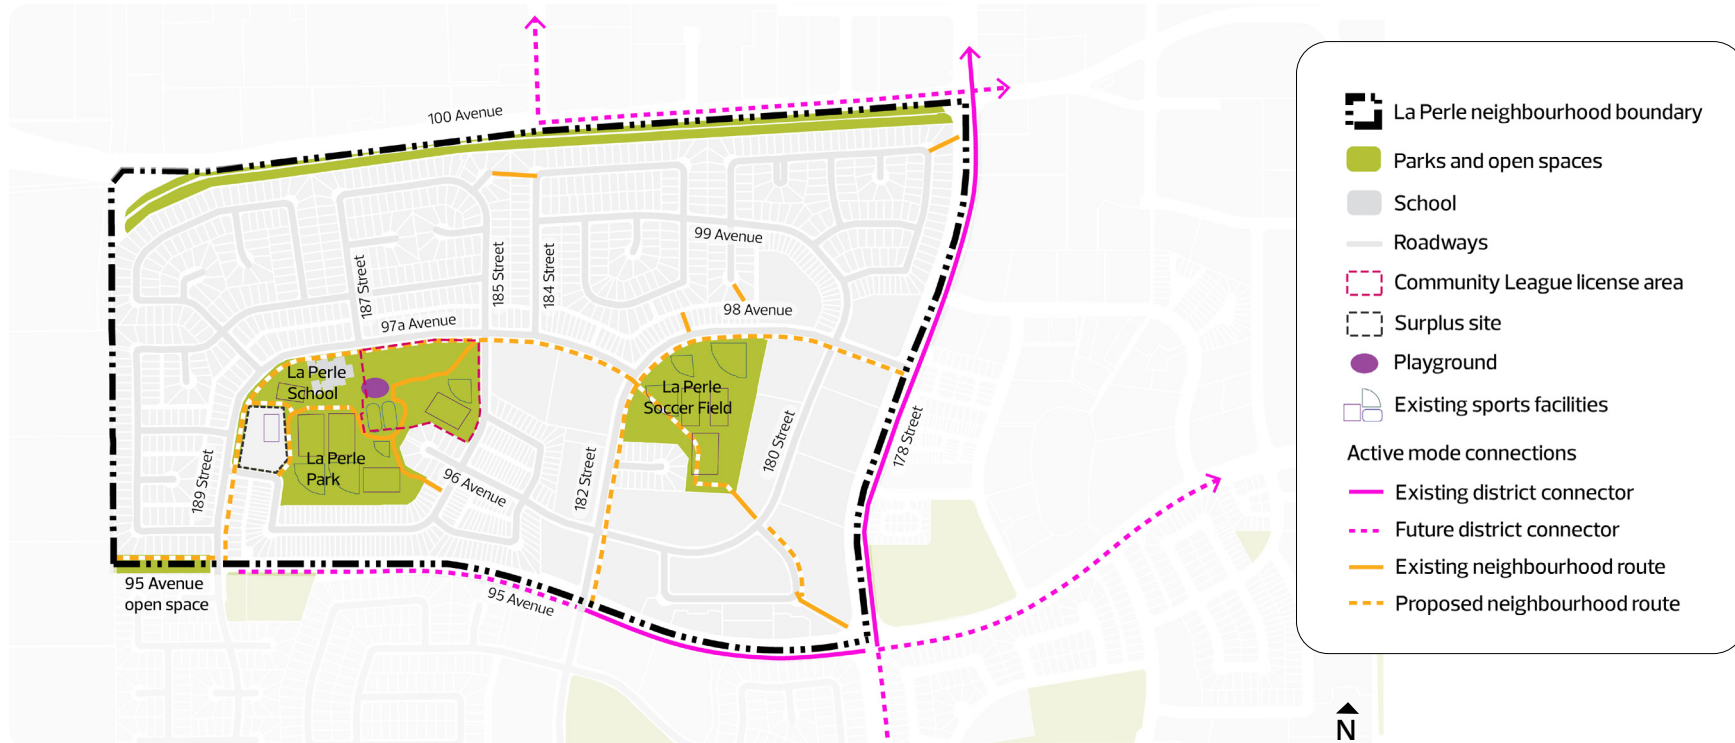 100 Avenue
99 Avenue
187 Street
185 Street
184 Street
98 Avenue
97a Avenue
La Perle
School
La Perle
Soccer Field
180 Street
178 Street
La Perle
Park
96 Avenue
189 Street
182 Street
95 Avenue
open space
95 Avenue
La Perle neighbourhood boundary
Parks and open spaces
School
Roadways
Community League license area
Surplus site
Playground
Existing sports facilities
Active mode connections
Existing district connector
Future district connector
Existing neighbourhood route
Proposed neighbourhood route
N